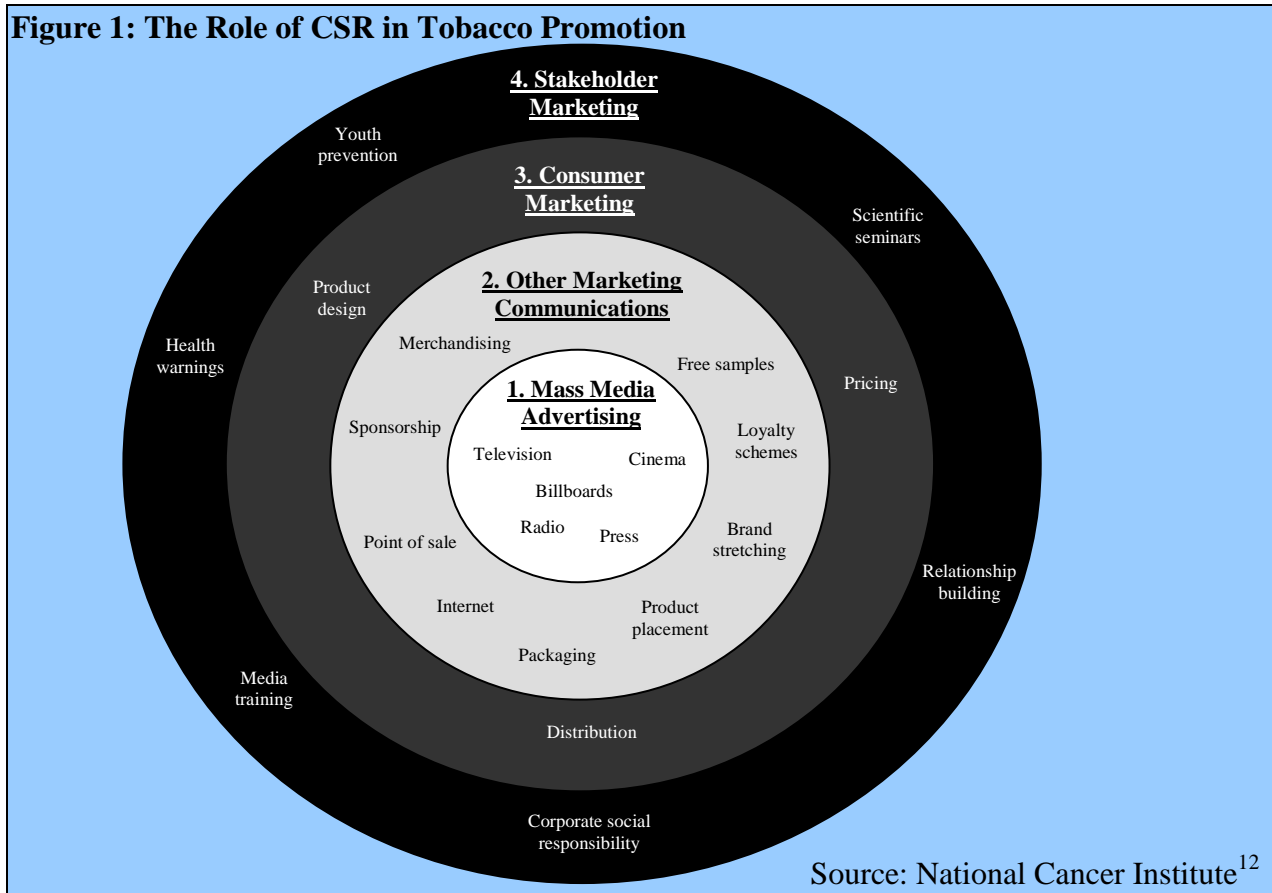 Figure 1: The Role of CSR in Tobacco Promotion
4. Stakeholder
Marketing
Youth
prevention
Scientific
seminars
Health
warnings
Relationship
building
Media
training
Corporate social
responsibility
3. Consumer
Marketing
Product
design
Pricing
Distribution
2. Other Marketing
Communications
Merchandising
Free samples
Sponsorship
Loyalty
schemes
Point of sale
Brand
stretching
Internet
Product
placement
Packaging
1. Mass Media
Advertising
Television
Cinema
Billboards
Radio
Press
Source: National Cancer Institute12